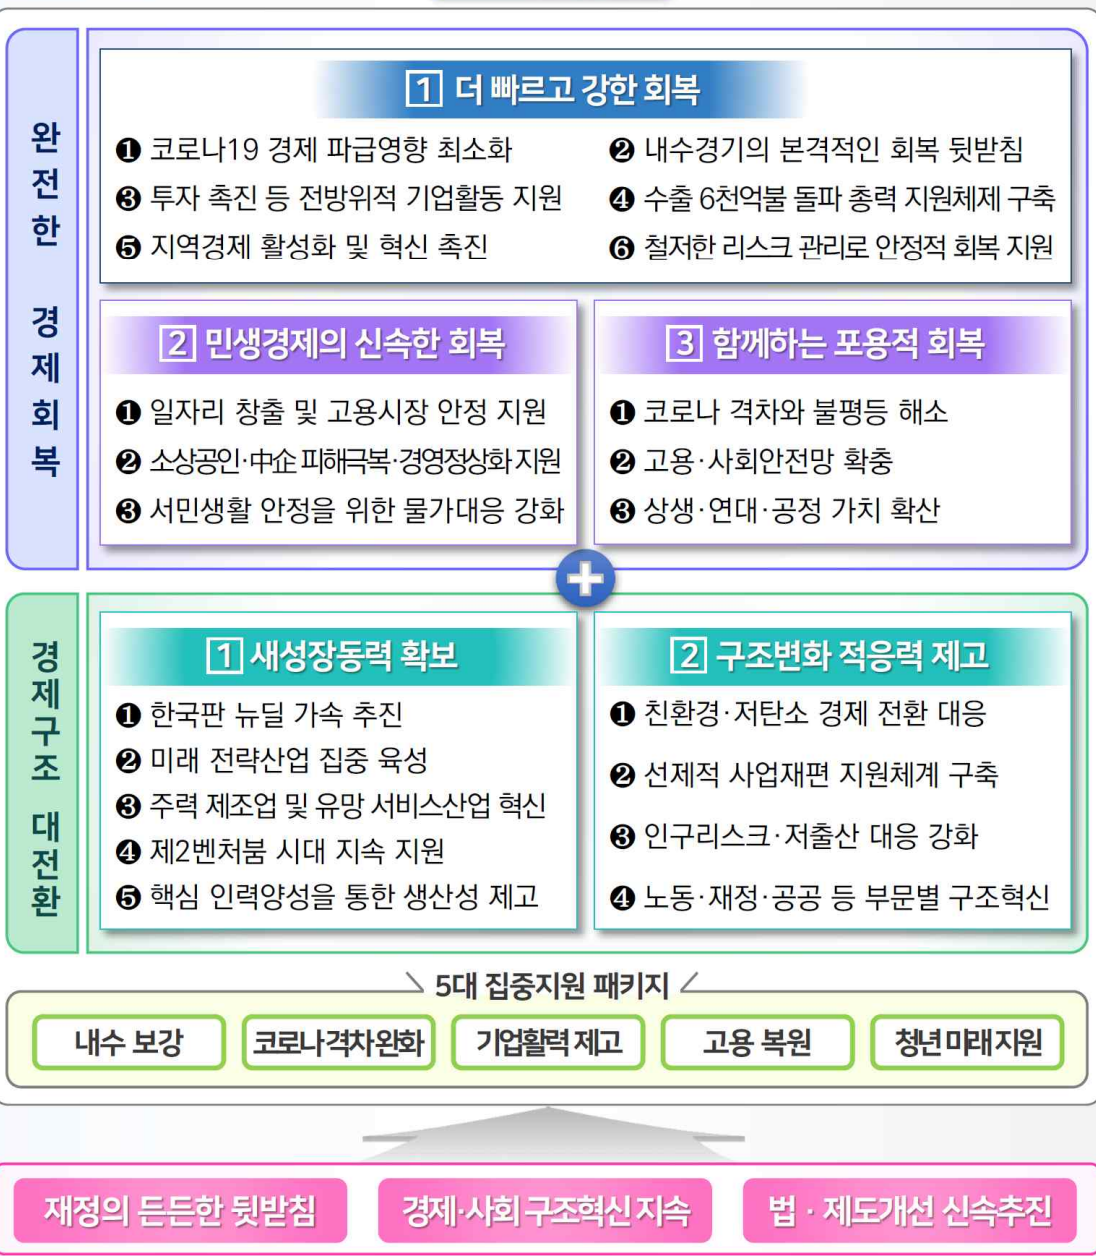 완전한 경제회복
1 더 빠르고 강한 회복
❶ 코로나19 경제 파급영향 최소화
❷ 내수경기의 본격적인 회복 뒷받침
❸ 투자 촉진 등 전방위적 기업활동 지원
❹ 수출 6천억불 돌파 총력 지원체제 구축
❺ 지역경제 활성화 및 혁신 촉진
❻ 철저한 리스크 관리로 안정적 회복 지원
2 민생경제의 신속한 회복
❶ 일자리 창출 및 고용시장 안정 지원
❷ 소상공인·中企 피해극복·경영정상화 지원
❸ 서민생활 안정을 위한 물가대응 강화
3 함께하는 포용적 회복
❶ 코로나 격차와 불평등 해소
❷ 고용·사회안전망 확충
❸ 상생·연대·공정 가치 확산
경제구조 대전환
1 새성장동력 확보
❶ 한국판 뉴딜 가속 추진
❷ 미래 전략산업 집중 육성
❸ 주력 제조업 및 유망 서비스산업 혁신
❹ 제2벤처붐 시대 지속 지원
❺ 핵심 인력양성을 통한 생산성 제고
2 구조변화 적응력 제고
❶ 친환경·저탄소 경제 전환 대응
❷ 선제적 사업재편 지원체계 구축
❸ 인구리스크·저출산 대응 강화
❹ 노동·재정·공공 등 부문별 구조혁신
5대 집중지원 패키지
내수 보강
코로나 격차 완화
기업활력 제고
고용 복원
청년 미래 지원
재정의 든든한 뒷받침
경제·사회 구조혁신 지속
법 · 제도개선 신속추진